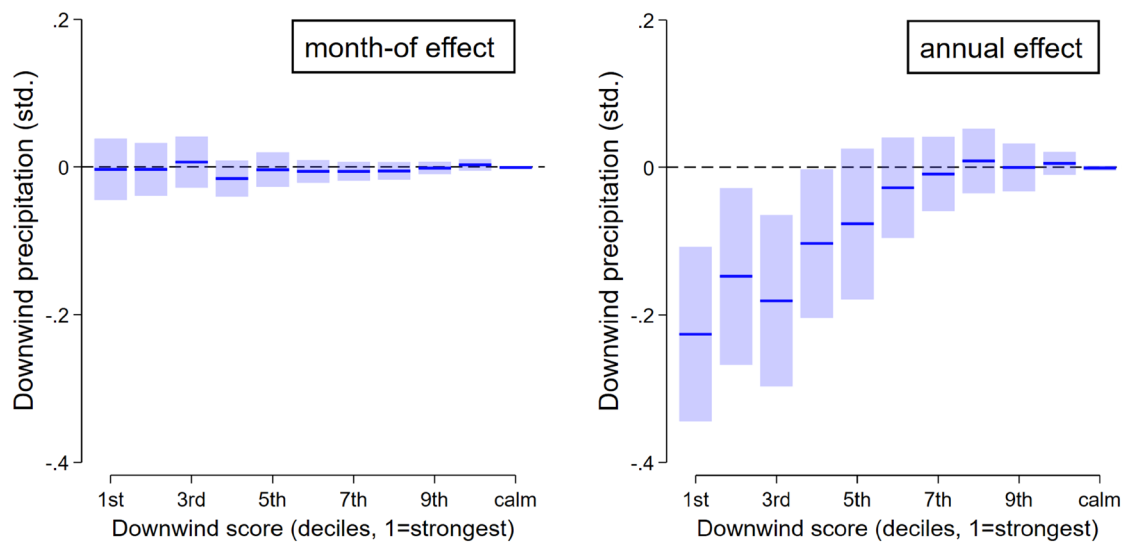 month-of effect
Downwind precipitation (std.)
.2
0
-.2
-.4
1st 3rd 5th 7th 9th calm
Downwind score (deciles, 1=strongest)
annual effect
Downwind precipitation (std.)
.2
0
-.2
-.4
1st 3rd 5th 7th 9th calm
Downwind score (deciles, 1=strongest)